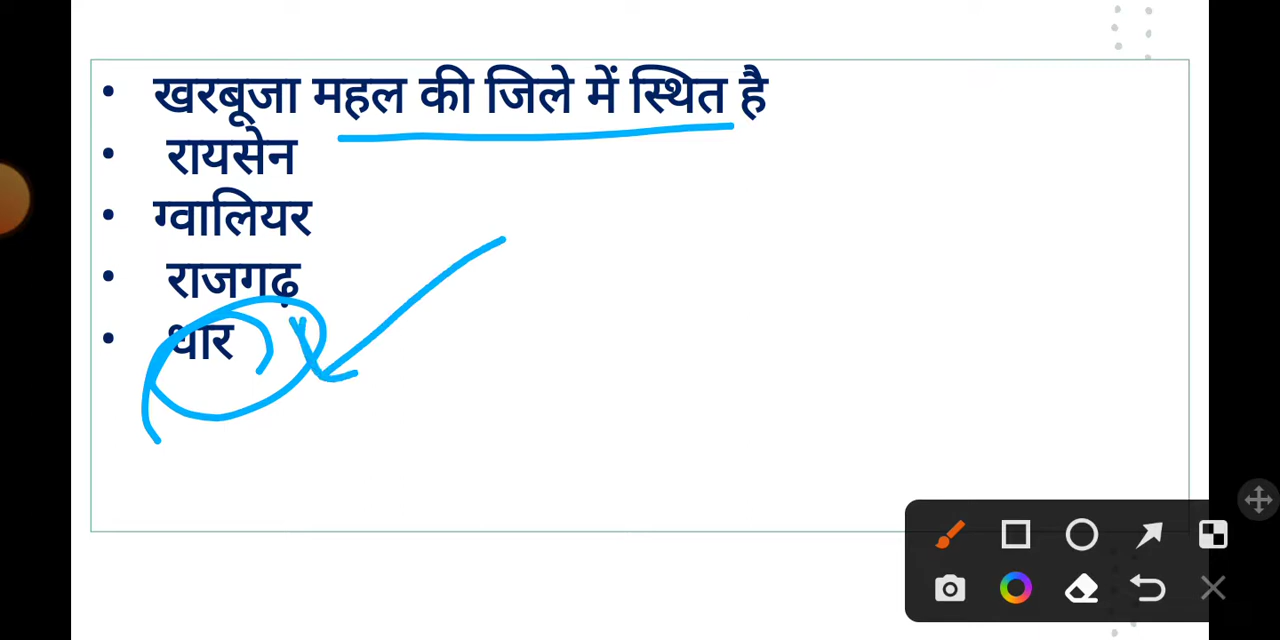 खरबूजा महल की जिले में स्थित है
रायसेन
ग्वालियर
राजगढ़
धार